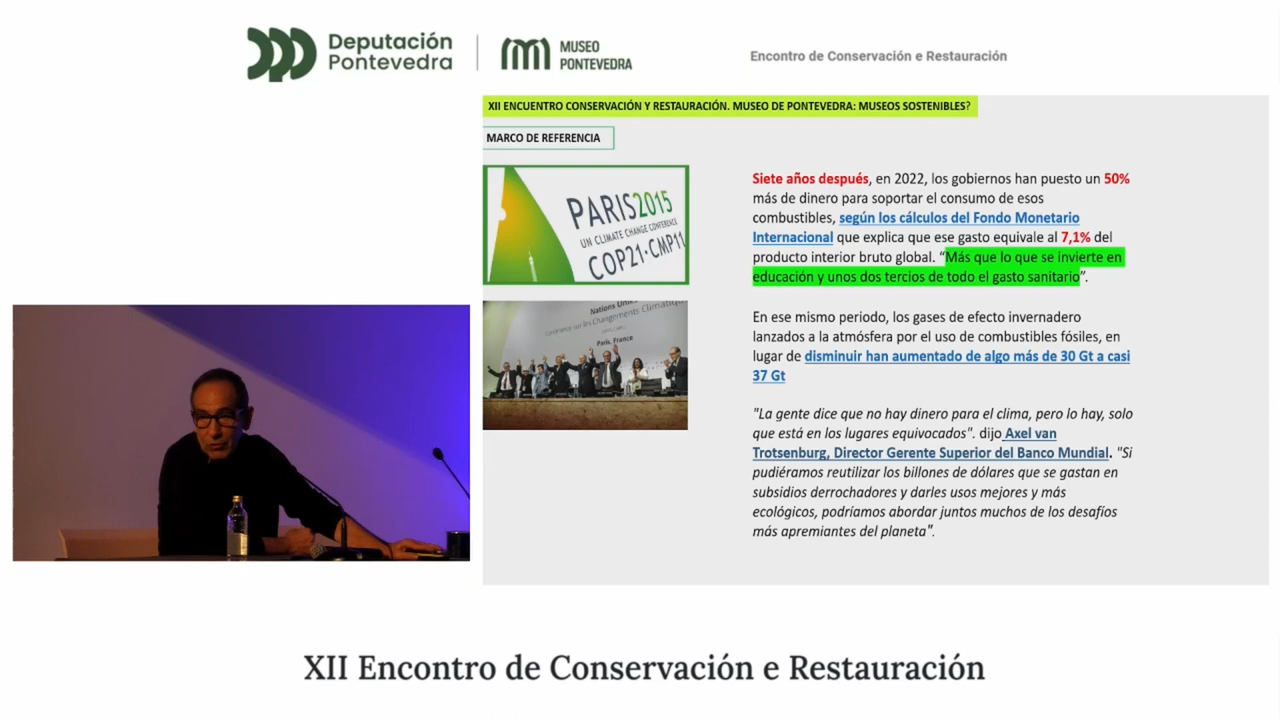 Deputación
Pontevedra
MUSEO
PONTEVEDRA
Encontro de Conservación e Restauración
XII ENCUENTRO CONSERVACIÓN Y RESTAURACIÓN. MUSEO DE PONTEVEDRA: MUSEOS SOSTENIBLES?
MARCO DE REFERENCIA
PARIS2015
UN CLIMATE CHANGE CONFERENCE
COP21·CMP11
Nations Unies
Conférence sur les Changements Climatiques
Paris, France
Siete años después, en 2022, los gobiernos han puesto un 50%
más de dinero para soportar el consumo de esos
combustibles, según los cálculos del Fondo Monetario
Internacional que explica que ese gasto equivale al 7,1% del
producto interior bruto global. “Más que lo que se invierte en
educación y unos dos tercios de todo el gasto sanitario”.
En ese mismo periodo, los gases de efecto invernadero
lanzados a la atmósfera por el uso de combustibles fósiles, en
lugar de disminuir han aumentado de algo más de 30 Gt a casi
37 Gt
"La gente dice que no hay dinero para el clima, pero lo hay, solo
que está en los lugares equivocados". dijo Axel van
Trotsenburg, Director Gerente Superior del Banco Mundial. "Si
pudiéramos reutilizar los billones de dólares que se gastan en
subsidios derrochadores y darles usos mejores y más
ecológicos, podríamos abordar juntos muchos de los desafíos
más apremiantes del planeta".
XII Encontro de Conservación e Restauración